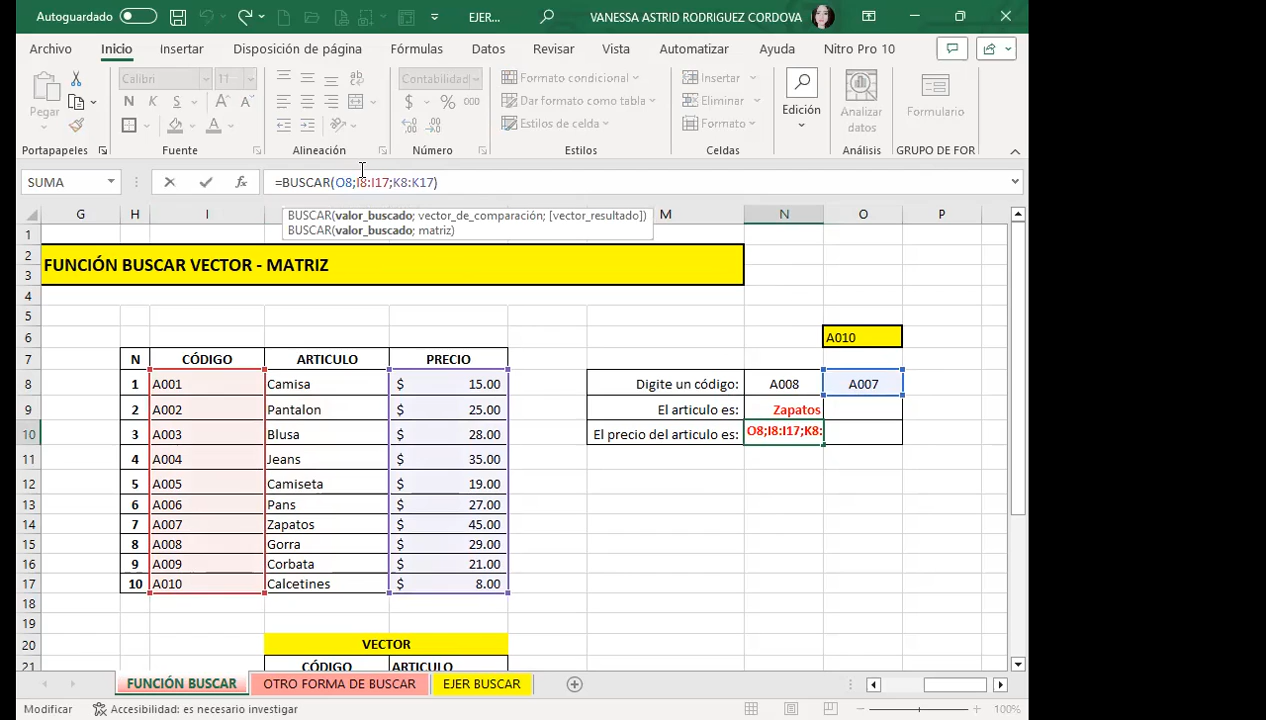 Autoguardado EJER... VANESSA ASTRID RODRIGUEZ CORDOVA
Archivo Inicio Insertar Disposición de página Fórmulas Datos Revisar Vista Automatizar Ayuda Nitro Pro 10
Pegar
Calibri 11
N K S
Contabilidad
$ % 000
Formato condicional
Dar formato como tabla
Estilos de celda
Insertar
Eliminar
Formato
Edición
Analizar datos
Formulario
Portapapeles Fuente Alineación Número Estilos Celdas Análisis GRUPO DE FOR
SUMA fx =BUSCAR(O8;I8:I17;K8:K17)
BUSCAR(valor_buscado; vector_de_comparación; [vector_resultado])
BUSCAR(valor_buscado; matriz)
G H I M N O P
1
2
3
FUNCIÓN BUSCAR VECTOR - MATRIZ
4
5
6 A010
7 N CÓDIGO ARTICULO PRECIO
8 1 A001 Camisa $ 15.00 Digite un código: A008 A007
9 2 A002 Pantalon $ 25.00 El articulo es: Zapatos
10 3 A003 Blusa $ 28.00 El precio del articulo es: O8;I8:I17;K8:
11 4 A004 Jeans $ 35.00
12 5 A005 Camiseta $ 19.00
13 6 A006 Pans $ 27.00
14 7 A007 Zapatos $ 45.00
15 8 A008 Gorra $ 29.00
16 9 A009 Corbata $ 21.00
17 10 A010 Calcetines $ 8.00
18
19
20 VECTOR
21 CÓDIGO ARTICULO
FUNCIÓN BUSCAR OTRO FORMA DE BUSCAR EJER BUSCAR
Modificar Accesibilidad: es necesario investigar 100%